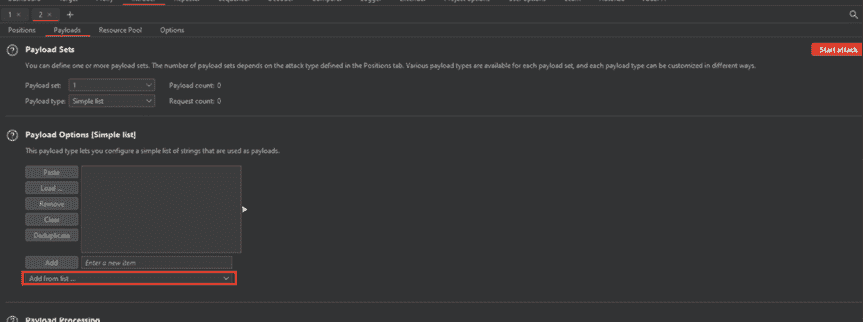 1 × 2 × +
Positions Payloads Resource Pool Options
? Payload Sets Start attack
You can define one or more payload sets. The number of payload sets depends on the attack type defined in the Positions tab. Various payload types are available for each payload set, and each payload type can be customized in different ways.
Payload set: 1 Payload count: 0
Payload type: Simple list Request count: 0
? Payload Options [Simple list]
This payload type lets you configure a simple list of strings that are used as payloads.
Paste
Load ...
Remove
Clear
Deduplicate
Add Enter a new item
Add from list ...
? Payload Processing